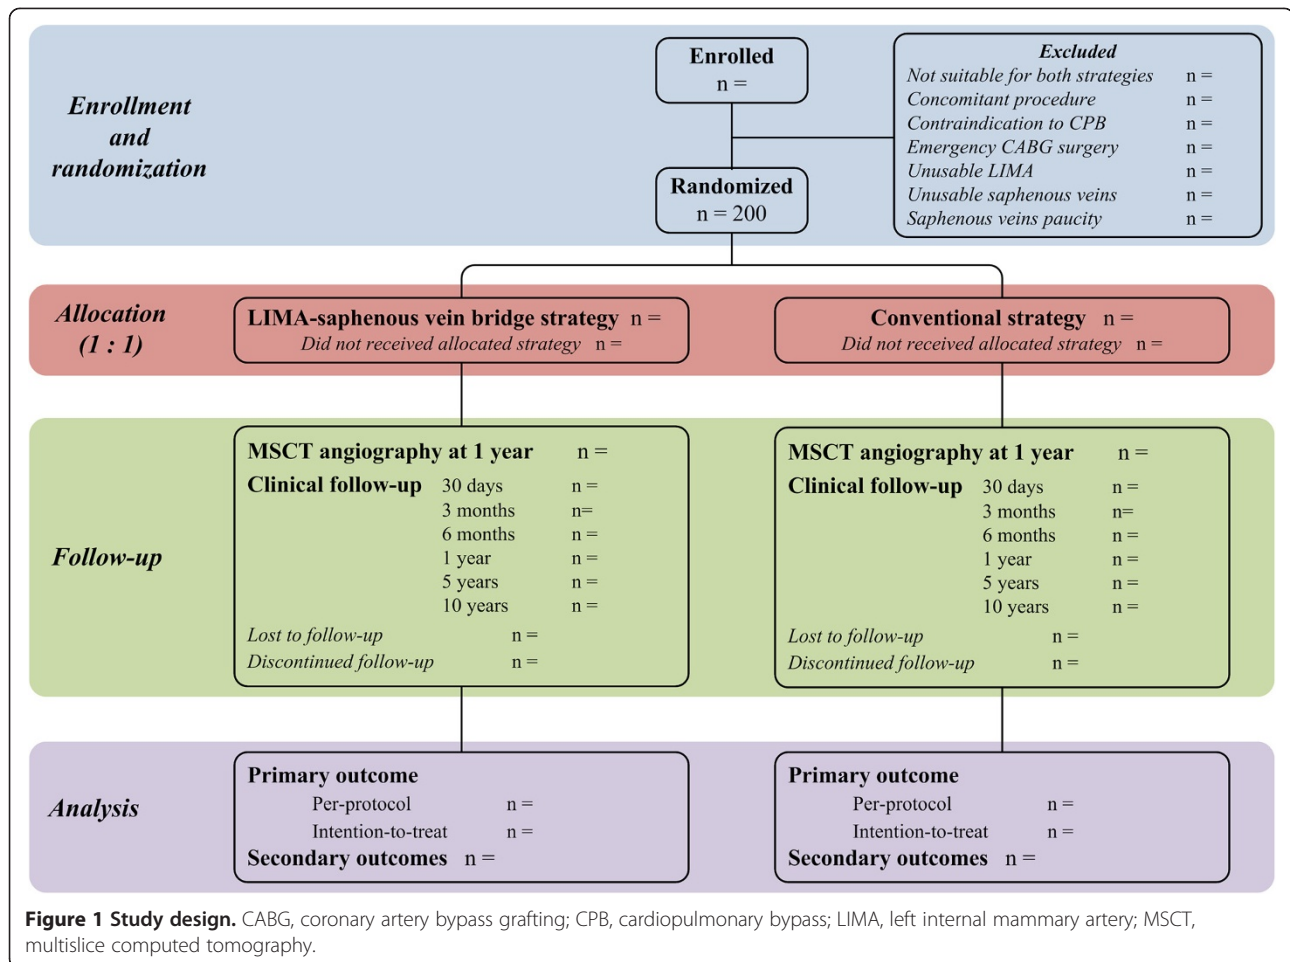 Enrollment
and
randomization
Enrolled
n =
Excluded
Not suitable for both strategies n =
Concomitant procedure n =
Contraindication to CPB n =
Emergency CABG surgery n =
Unusable LIMA n =
Unusable saphenous veins n =
Saphenous veins paucity n =
Randomized
n = 200
Allocation
(1 : 1)
LIMA-saphenous vein bridge strategy n =
Did not received allocated strategy n =
Conventional strategy n =
Did not received allocated strategy n =
Follow-up
MSCT angiography at 1 year n =
Clinical follow-up 30 days n =
3 months n=
6 months n =
1 year n =
5 years n =
10 years n =
Lost to follow-up n =
Discontinued follow-up n =
MSCT angiography at 1 year n =
Clinical follow-up 30 days n =
3 months n=
6 months n =
1 year n =
5 years n =
10 years n =
Lost to follow-up n =
Discontinued follow-up n =
Analysis
Primary outcome
Per-protocol n =
Intention-to-treat n =
Secondary outcomes n =
Primary outcome
Per-protocol n =
Intention-to-treat n =
Secondary outcomes n =
Figure 1 Study design. CABG, coronary artery bypass grafting; CPB, cardiopulmonary bypass; LIMA, left internal mammary artery; MSCT,
multislice computed tomography.